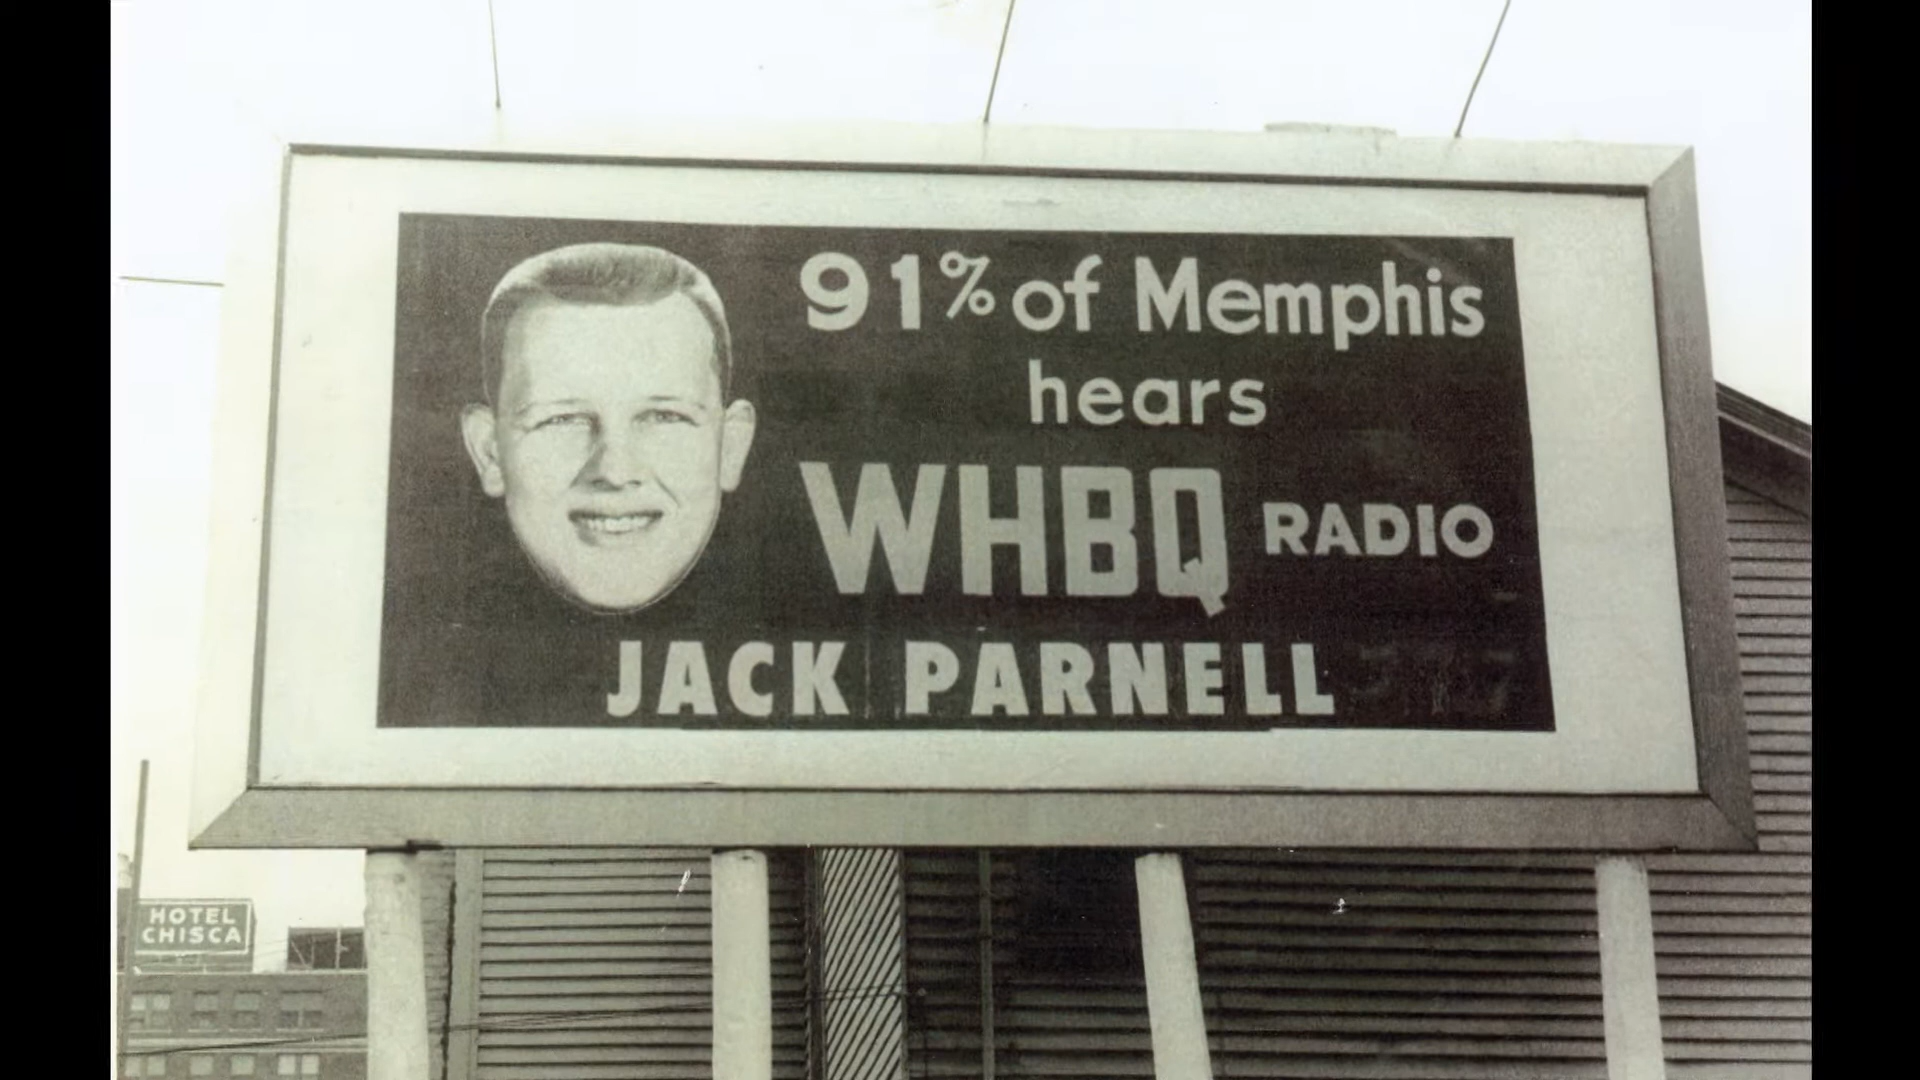 91% of Memphis
hears
WHBQ RADIO
JACK PARNELL
HOTEL
CHISCA